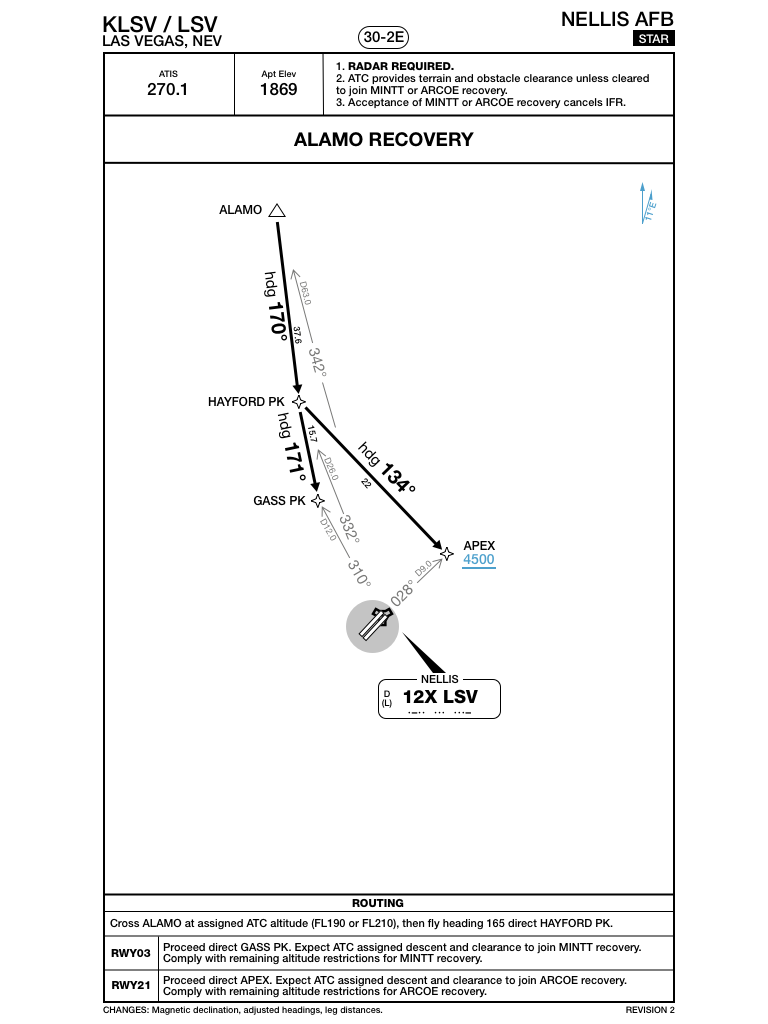 KLSV / LSV
LAS VEGAS, NEV
30-2E
NELLIS AFB
STAR
ATIS
270.1
Apt Elev
1869
1. RADAR REQUIRED.
2. ATC provides terrain and obstacle clearance unless cleared
to join MINTT or ARCOE recovery.
3. Acceptance of MINTT or ARCOE recovery cancels IFR.
ALAMO RECOVERY
11°E
ALAMO
hdg 170°
37.6
D63.0
342°
HAYFORD PK
hdg 171°
15.7
hdg 134°
22
D26.0
332°
GASS PK
D12.0
310°
APEX
4500
D9.0
028°
NELLIS
D
(L)
12X LSV
ROUTING
Cross ALAMO at assigned ATC altitude (FL190 or FL210), then fly heading 165 direct HAYFORD PK.
RWY03
Proceed direct GASS PK. Expect ATC assigned descent and clearance to join MINTT recovery.
Comply with remaining altitude restrictions for MINTT recovery.
RWY21
Proceed direct APEX. Expect ATC assigned descent and clearance to join ARCOE recovery.
Comply with remaining altitude restrictions for ARCOE recovery.
CHANGES: Magnetic declination, adjusted headings, leg distances.
REVISION 2